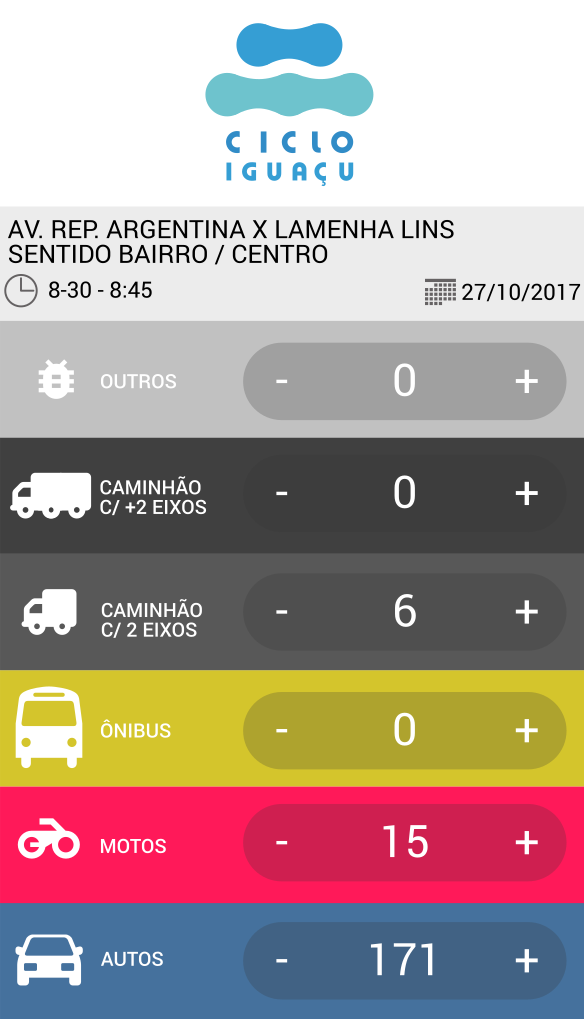 CICLO
IGUAÇU
AV. REP. ARGENTINA X LAMENHA LINS
SENTIDO BAIRRO / CENTRO
8-30 - 8:45
27/10/2017
OUTROS
- 0 +
CAMINHÃO
C/ +2 EIXOS
- 0 +
CAMINHÃO
C/ 2 EIXOS
- 6 +
ÔNIBUS
- 0 +
MOTOS
- 15 +
AUTOS
- 171 +